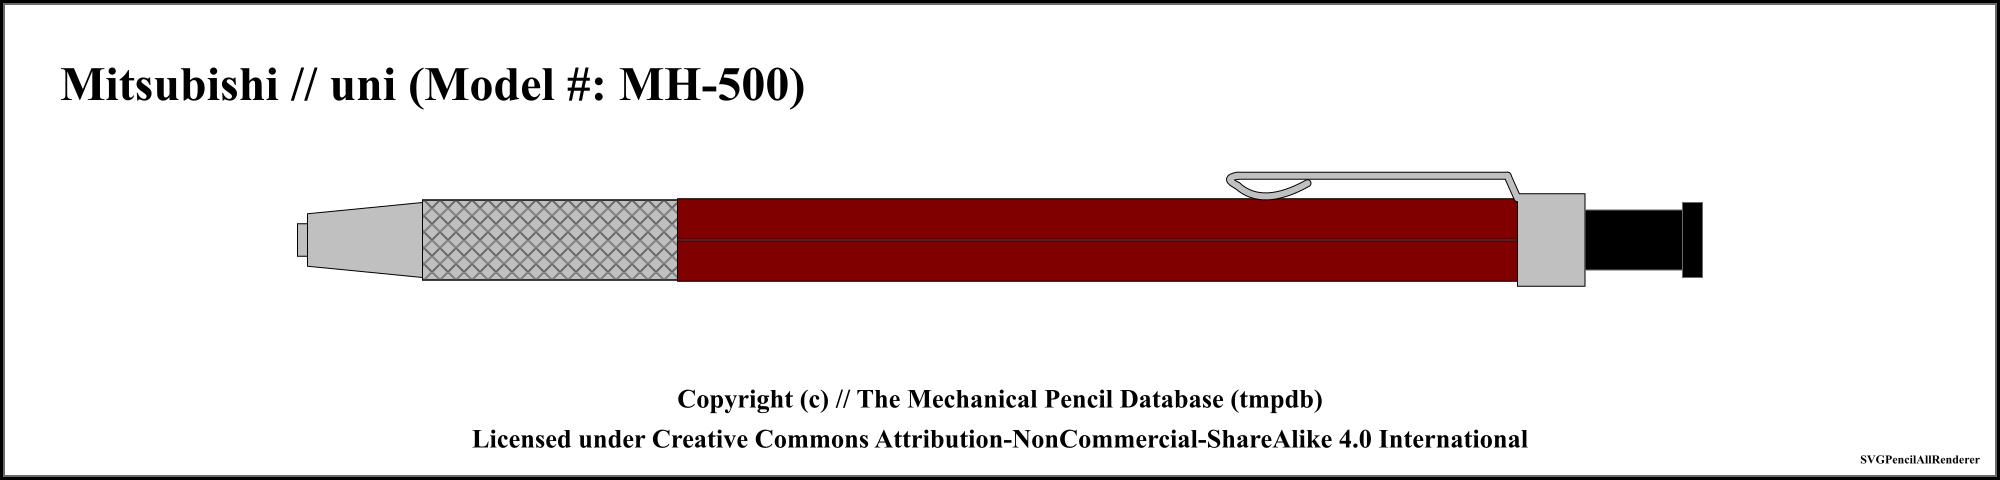 Mitsubishi // uni (Model #: MH-500)
Copyright (c) // The Mechanical Pencil Database (tmpdb)
Licensed under Creative Commons Attribution-NonCommercial-ShareAlike 4.0 International
SVGPencilAllRenderer